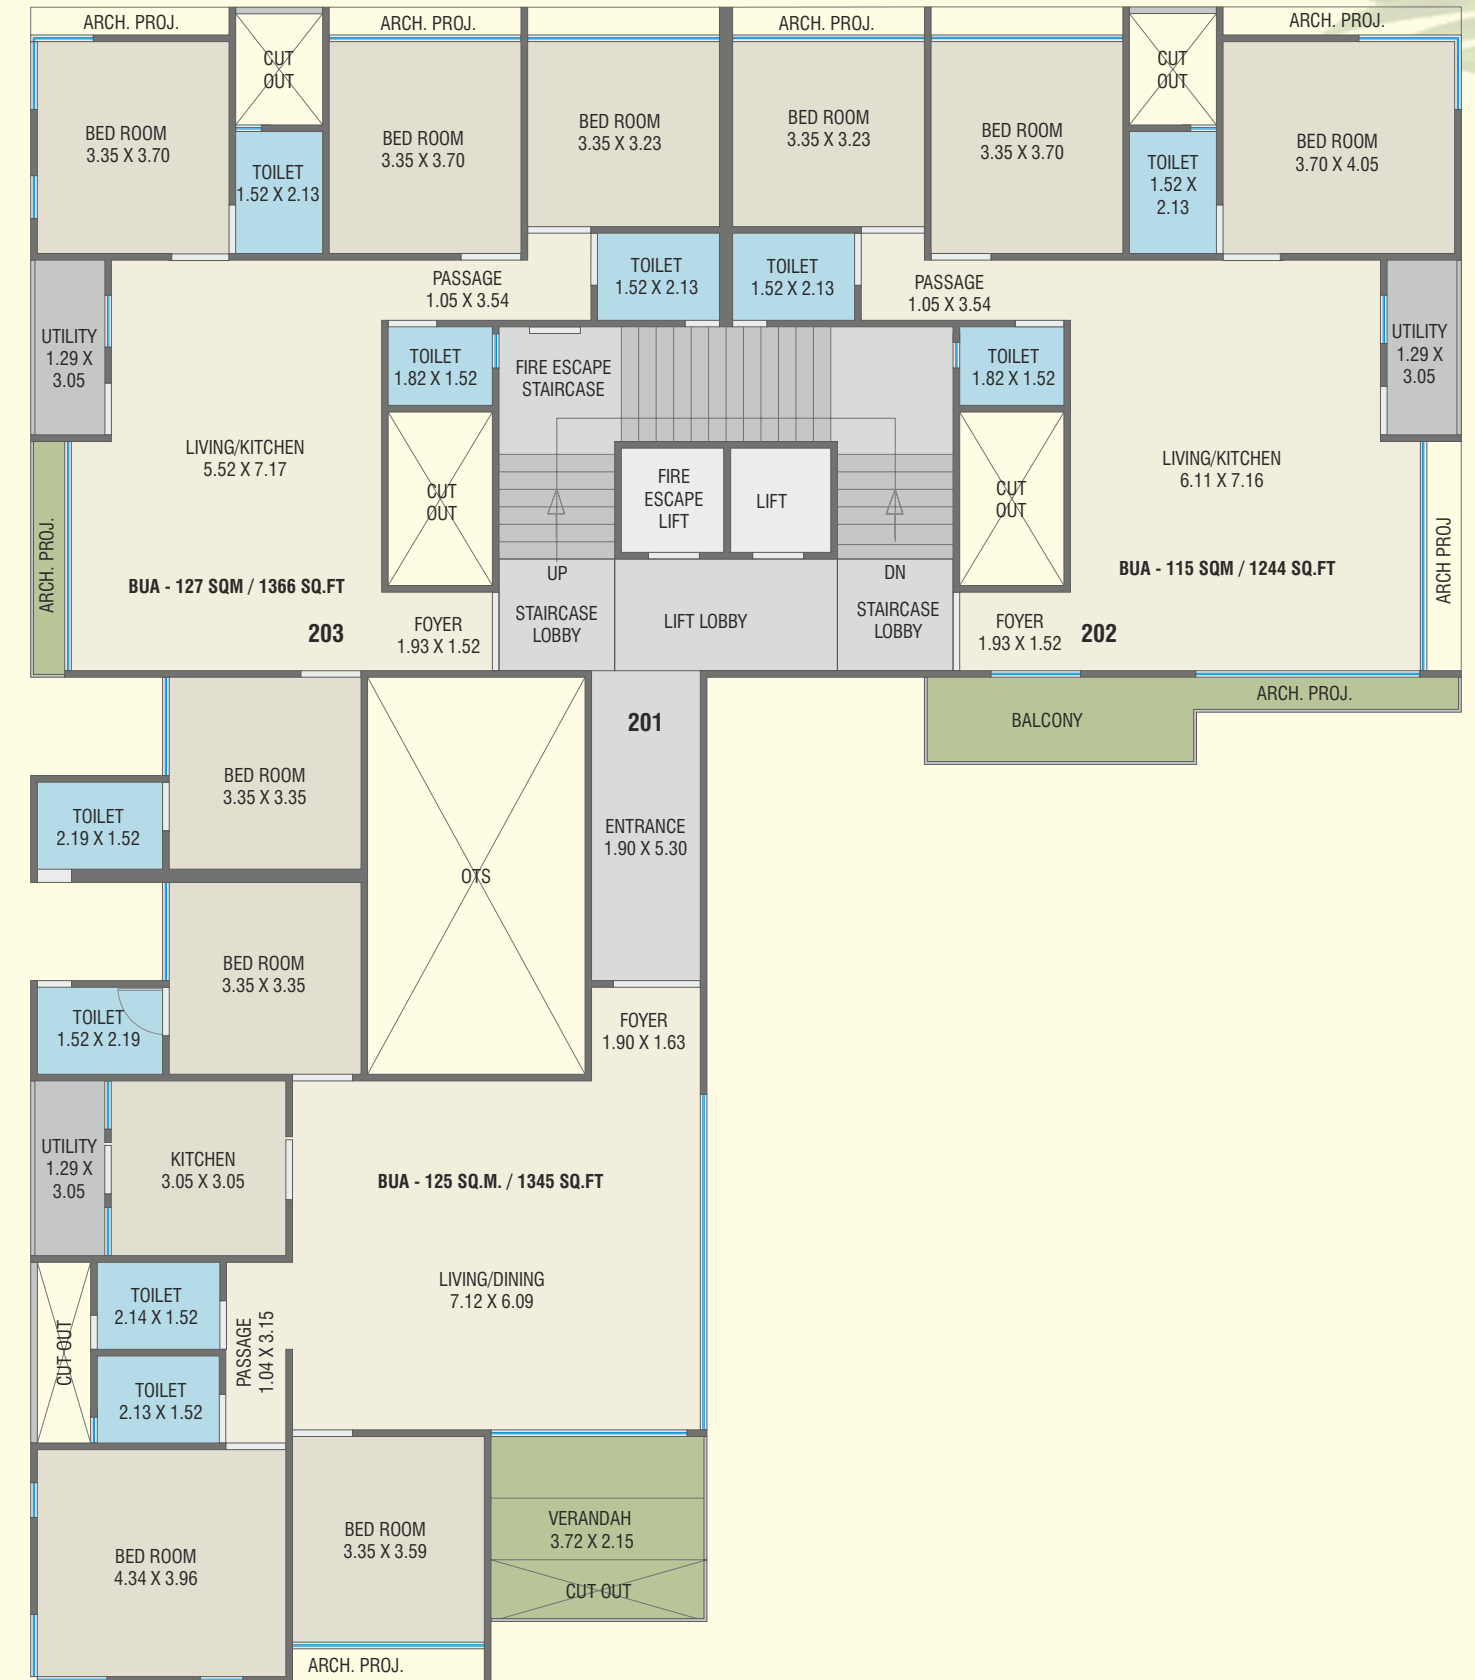 ARCH. PROJ.
ARCH. PROJ.
ARCH. PROJ.
ARCH. PROJ.
CUT
OUT
CUT
OUT
BED ROOM
3.35 X 3.70
BED ROOM
3.35 X 3.70
BED ROOM
3.35 X 3.23
BED ROOM
3.35 X 3.23
BED ROOM
3.35 X 3.70
BED ROOM
3.70 X 4.05
TOILET
1.52 X 2.13
TOILET
1.52 X
2.13
PASSAGE
1.05 X 3.54
TOILET
1.52 X 2.13
TOILET
1.52 X 2.13
PASSAGE
1.05 X 3.54
UTILITY
1.29 X
3.05
TOILET
1.82 X 1.52
FIRE ESCAPE
STAIRCASE
TOILET
1.82 X 1.52
UTILITY
1.29 X
3.05
LIVING/KITCHEN
5.52 X 7.17
CUT
OUT
FIRE
ESCAPE
LIFT
LIFT
CUT
OUT
LIVING/KITCHEN
6.11 X 7.16
ARCH. PROJ.
BUA - 127 SQM / 1366 SQ.FT
UP
DN
BUA - 115 SQM / 1244 SQ.FT
ARCH PROJ
203
FOYER
1.93 X 1.52
STAIRCASE
LOBBY
LIFT LOBBY
STAIRCASE
LOBBY
FOYER
1.93 X 1.52
202
ARCH. PROJ.
BALCONY
201
BED ROOM
3.35 X 3.35
TOILET
2.19 X 1.52
ENTRANCE
1.90 X 5.30
OTS
BED ROOM
3.35 X 3.35
TOILET
1.52 X 2.19
FOYER
1.90 X 1.63
UTILITY
1.29 X
3.05
KITCHEN
3.05 X 3.05
BUA - 125 SQ.M. / 1345 SQ.FT
LIVING/DINING
7.12 X 6.09
TOILET
2.14 X 1.52
CUT OUT
PASSAGE
1.04 X 3.15
TOILET
2.13 X 1.52
BED ROOM
4.34 X 3.96
BED ROOM
3.35 X 3.59
VERANDAH
3.72 X 2.15
CUT OUT
ARCH. PROJ.